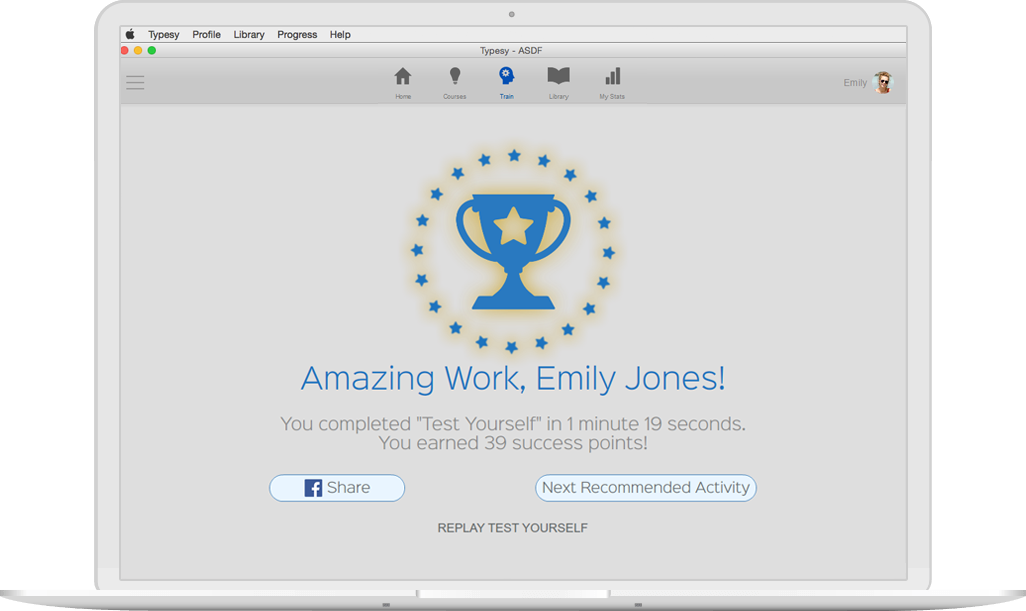 Typesy Profile Library Progress Help
Typesy - ASDF
Home Courses Train Library My Stats
Emily
Amazing Work, Emily Jones!
You completed "Test Yourself" in 1 minute 19 seconds.
You earned 39 success points!
Share
Next Recommended Activity
REPLAY TEST YOURSELF